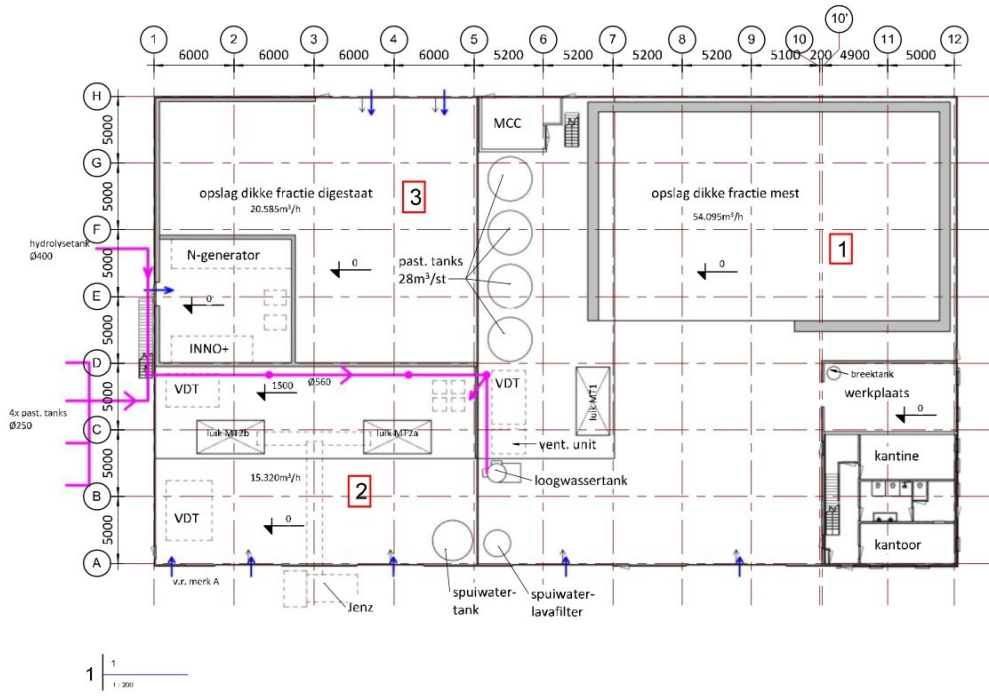 1 2 3 4 5 6 7 8 9 10 10' 11 12
6000 6000 6000 6000 5200 5200 5200 5200 5100 200 4900 5000
H
5000
G
5000
F
5000
E
5000
D
5000
C
5000
B
5000
A
MCC
opslag dikke fractie digestaat
20.585m³/h
3
opslag dikke fractie mest
54.095m³/h
1
hydrolysetank
Ø400
N-generator
0
0
past. tanks
28m³/st
0
INNO+
VDT
1500
Ø560
VDT
luik MT1
breektank
werkplaats
0
4x past. tanks
Ø250
luik MT2b
luik MT2a
vent. unit
kantine
15.320m³/h
2
loogwassertank
VDT
0
kantoor
v.r. merk A
Jenz
spuiwater-
tank
spuiwater-
lavafilter
1
1
1 : 200